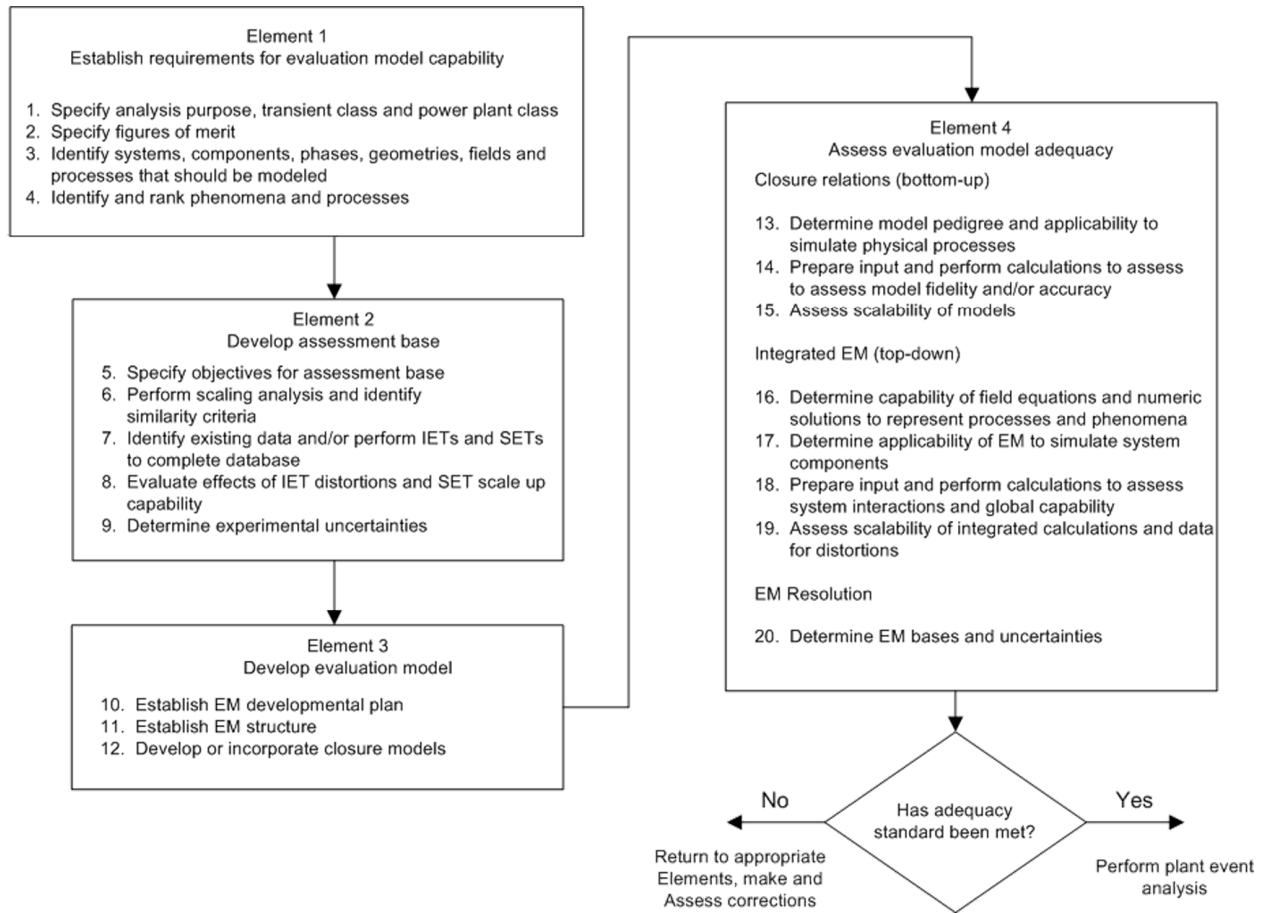 Element 1
Establish requirements for evaluation model capability
1. Specify analysis purpose, transient class and power plant class
2. Specify figures of merit
3. Identify systems, components, phases, geometries, fields and
processes that should be modeled
4. Identify and rank phenomena and processes
Element 2
Develop assessment base
5. Specify objectives for assessment base
6. Perform scaling analysis and identify
similarity criteria
7. Identify existing data and/or perform IETs and SETs
to complete database
8. Evaluate effects of IET distortions and SET scale up
capability
9. Determine experimental uncertainties
Element 3
Develop evaluation model
10. Establish EM developmental plan
11. Establish EM structure
12. Develop or incorporate closure models
Element 4
Assess evaluation model adequacy
Closure relations (bottom-up)
13. Determine model pedigree and applicability to
simulate physical processes
14. Prepare input and perform calculations to assess
to assess model fidelity and/or accuracy
15. Assess scalability of models
Integrated EM (top-down)
16. Determine capability of field equations and numeric
solutions to represent processes and phenomena
17. Determine applicability of EM to simulate system
components
18. Prepare input and perform calculations to assess
system interactions and global capability
19. Assess scalability of integrated calculations and data
for distortions
EM Resolution
20. Determine EM bases and uncertainties
Has adequacy
standard been met?
No
Return to appropriate
Elements, make and
Assess corrections
Yes
Perform plant event
analysis